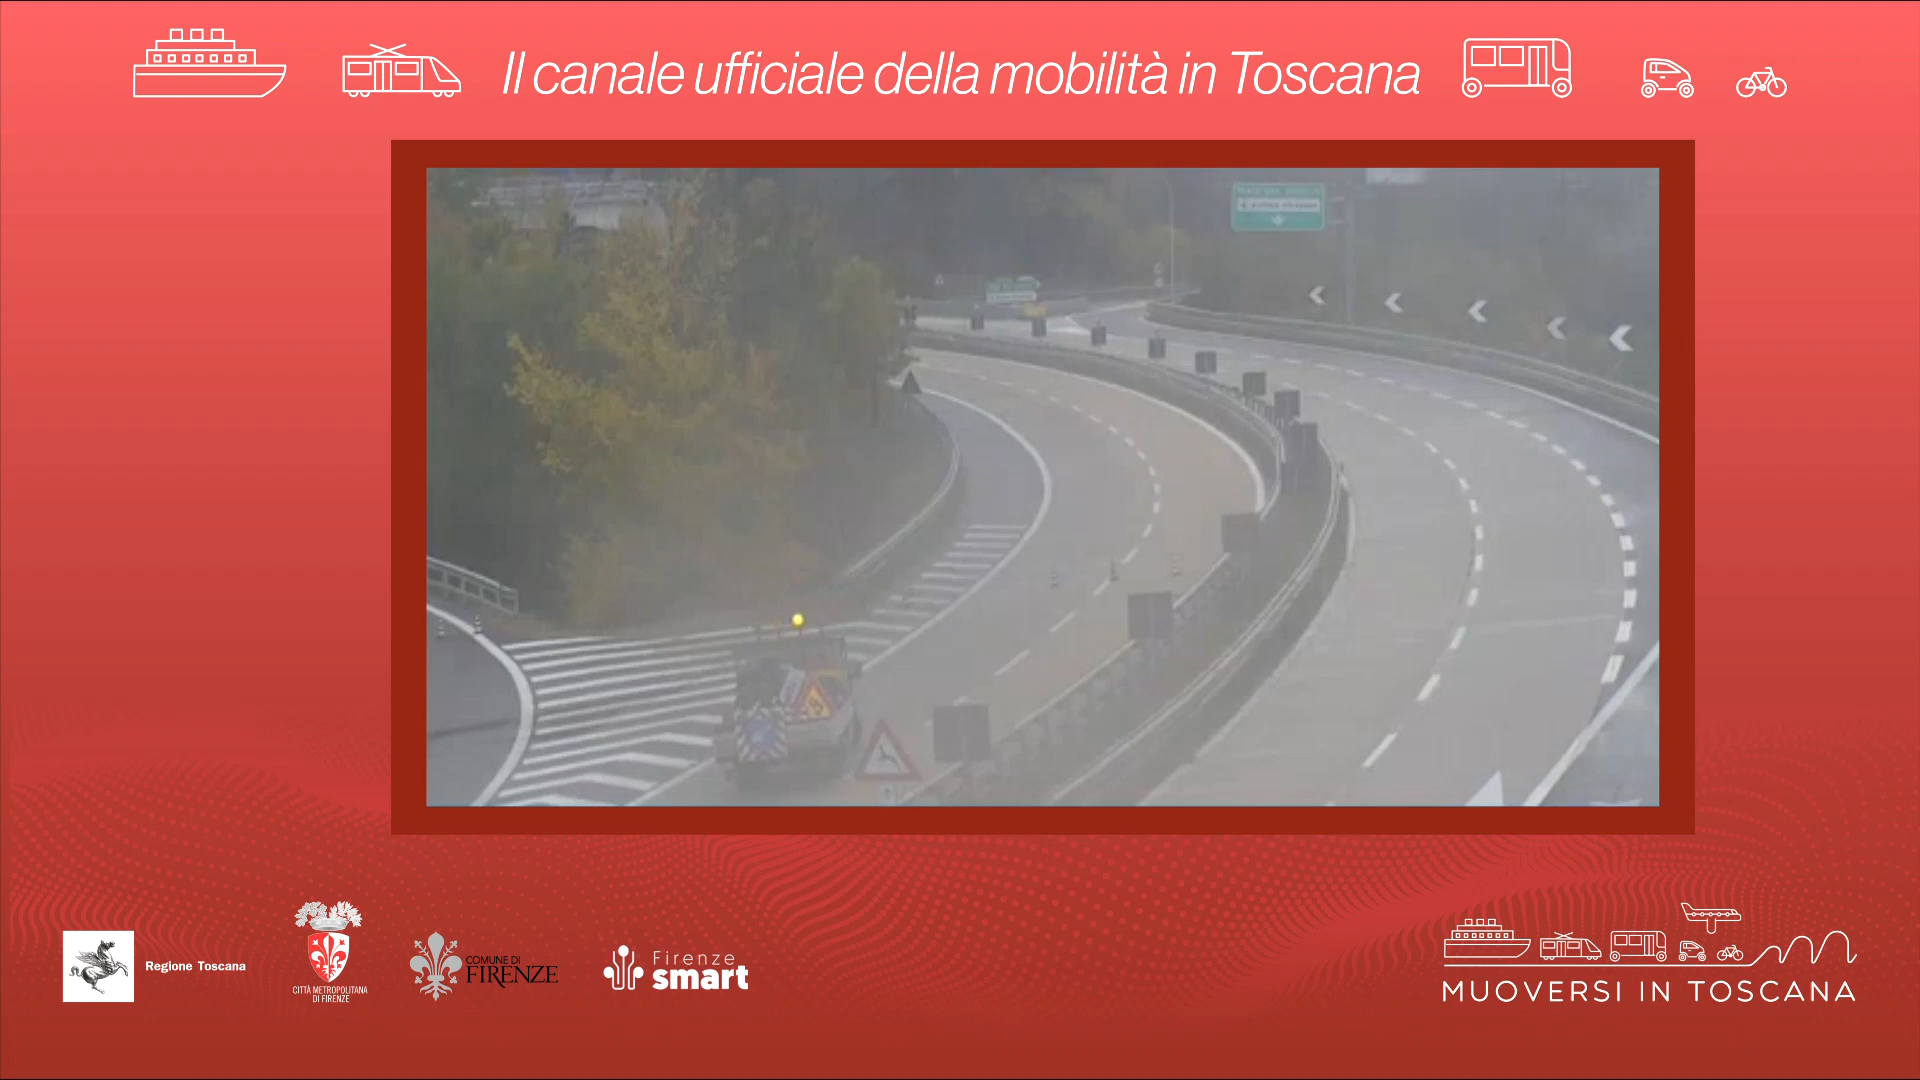 Il canale ufficiale della mobilità in Toscana
Regione Toscana
CITTÀ METROPOLITANA
DI FIRENZE
COMUNE DI
FIRENZE
Firenze
smart
MUOVERSI IN TOSCANA